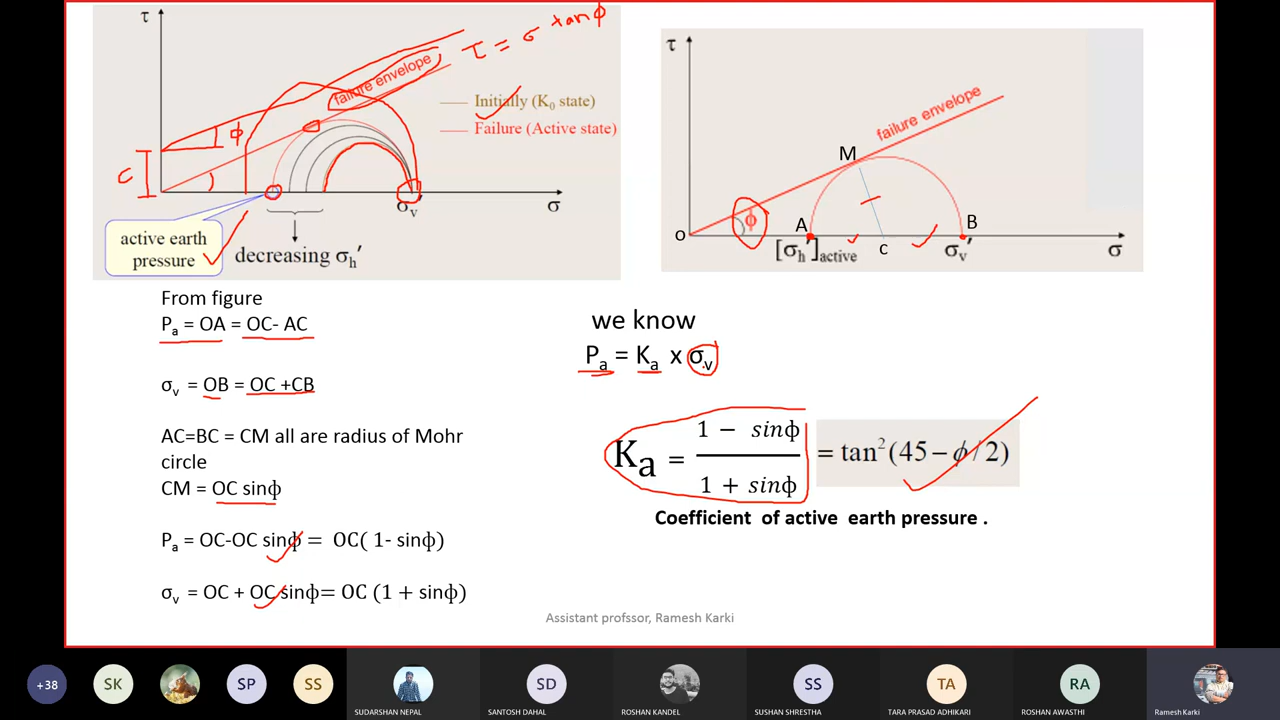 τ
τ = σ tanϕ
failure envelope
Initially (K₀ state)
Failure (Active state)
ϕ
C
σv'
σ
active earth
pressure
decreasing σh'
τ
failure envelope
M
ϕ
O
A
B
[σh']active
C
σv'
σ
From figure
Pa = OA = OC- AC
σv = OB = OC +CB
AC=BC = CM all are radius of Mohr
circle
CM = OC sinϕ
Pa = OC-OC sinϕ = OC( 1- sinϕ)
σv = OC + OC sinϕ= OC (1 + sinϕ)
we know
Pa = Ka x σv
Ka = (1 − sinϕ)/(1 + sinϕ) = tan²(45 − ϕ/2)
Coefficient of active earth pressure .
Assistant profssor, Ramesh Karki
+38
SK
SP
SS
SUDARSHAN NEPAL
SD
SANTOSH DAHAL
ROSHAN KANDEL
SS
SUSHAN SHRESTHA
TA
TARA PRASAD ADHIKARI
RA
ROSHAN AWASTHI
Ramesh Karki